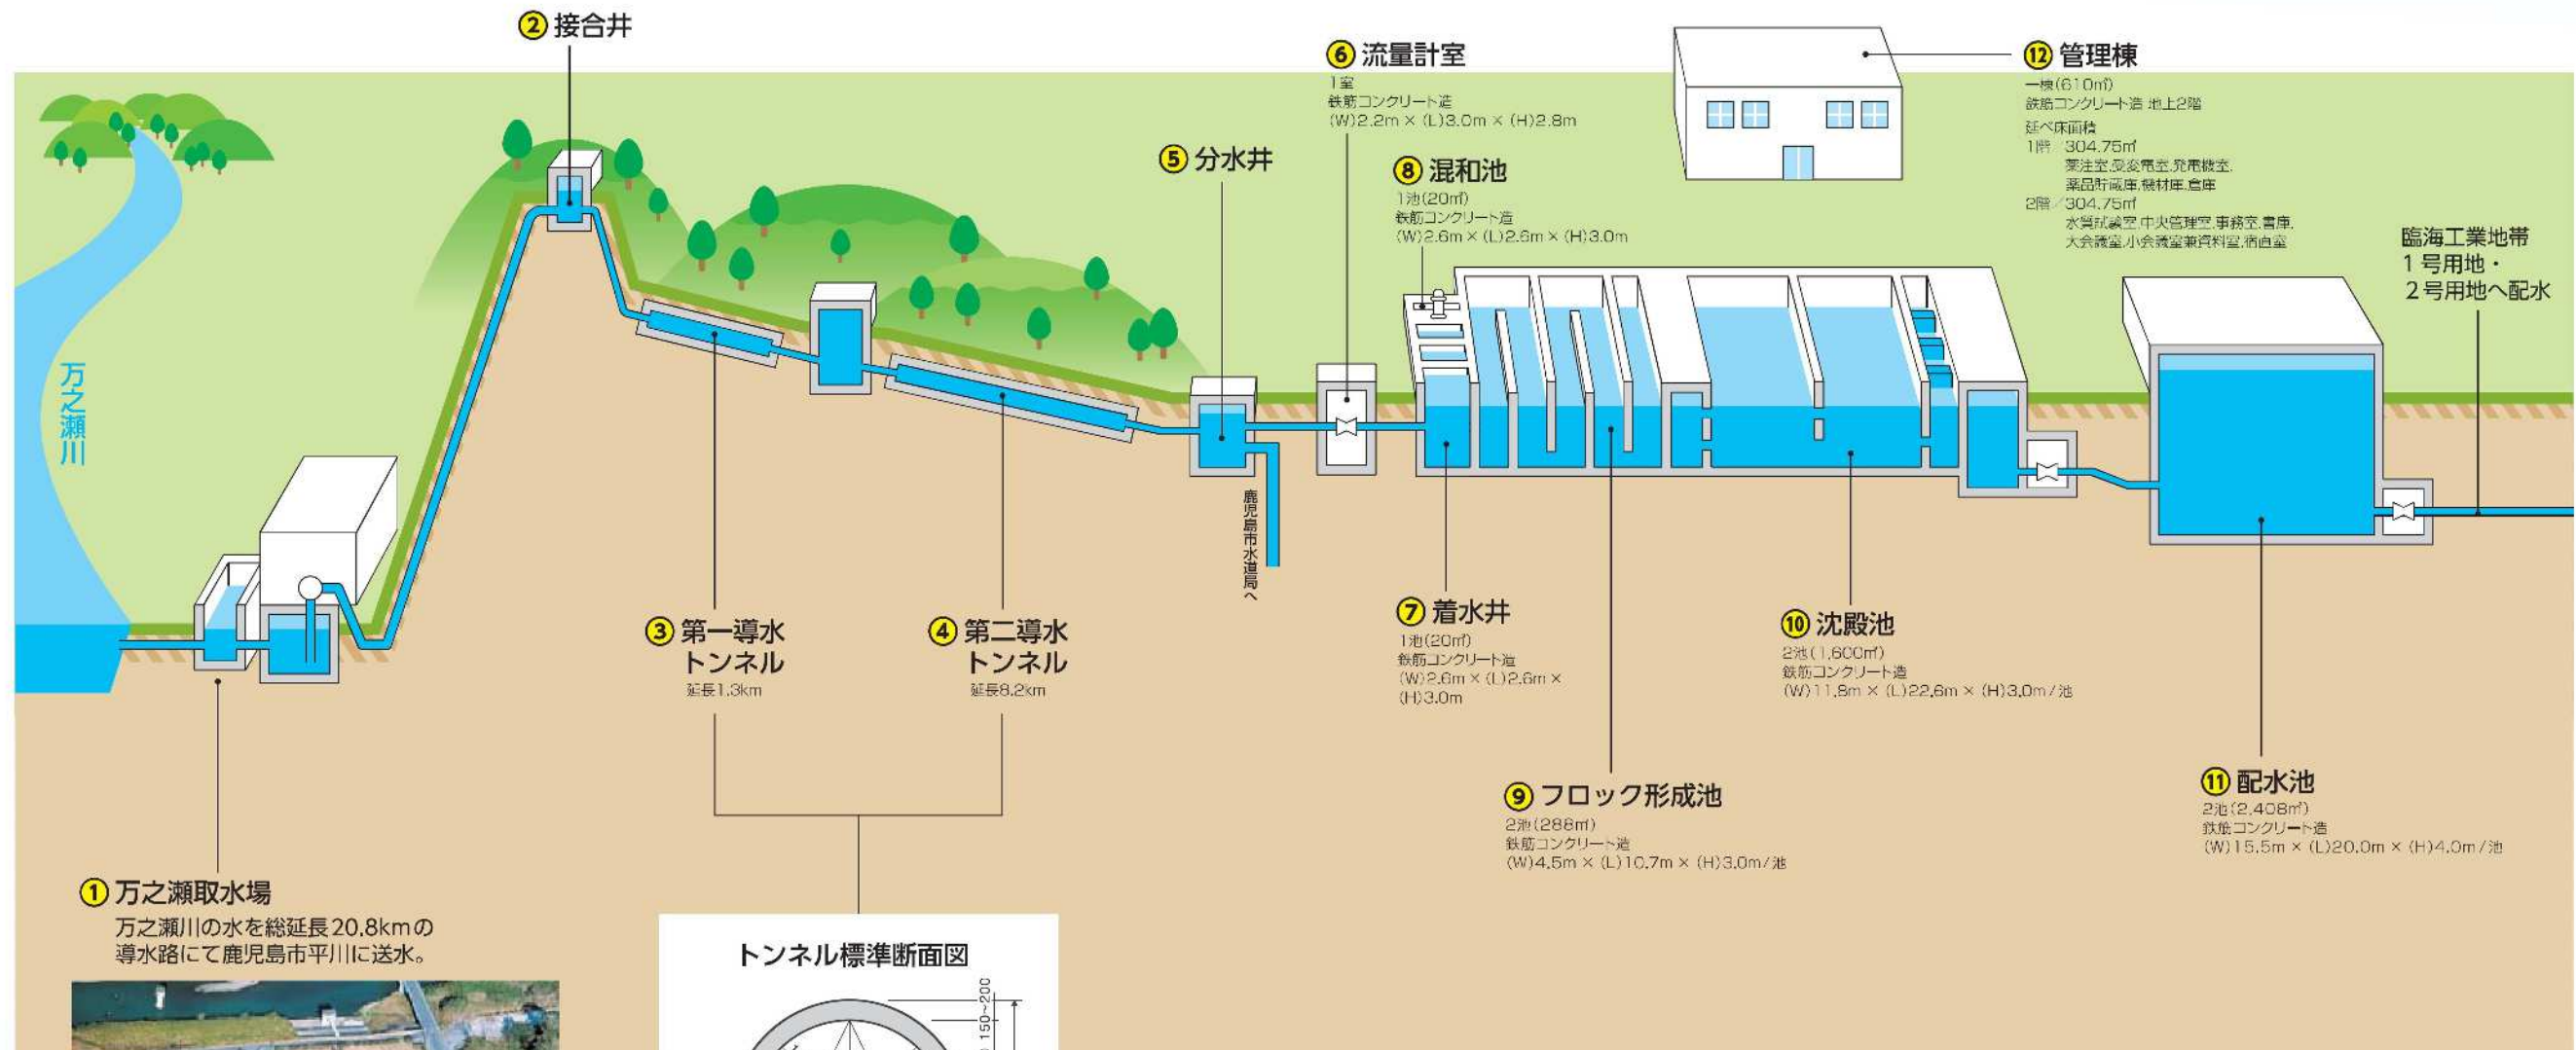 ② 接合井
⑥ 流量計室
1室
鉄筋コンクリート造
(W)2.2m × (L)3.0m × (H)2.8m
⑫ 管理棟
一棟(610㎡)
鉄筋コンクリート造 地上2階
延べ床面積
1階／304.75㎡
薬注室,受変電室,発電機室,
薬品貯蔵庫,機材庫,倉庫
2階／304.75㎡
水質試験室,中央管理室,事務室,書庫,
大会議室,小会議室兼資料室,宿直室
⑤ 分水井
⑧ 混和池
1池(20㎥)
鉄筋コンクリート造
(W)2.6m × (L)2.6m × (H)3.0m
臨海工業地帯
1号用地・
2号用地へ配水
万之瀬川
鹿児島市水道局へ
③ 第一導水
トンネル
延長1.3km
④ 第二導水
トンネル
延長8.2km
⑦ 着水井
1池(20㎥)
鉄筋コンクリート造
(W)2.6m × (L)2.6m ×
(H)3.0m
⑩ 沈殿池
2池(1,600㎥)
鉄筋コンクリート造
(W)11.8m × (L)22.6m × (H)3.0m/池
⑨ フロック形成池
2池(288㎥)
鉄筋コンクリート造
(W)4.5m × (L)10.7m × (H)3.0m/池
⑪ 配水池
2池(2,408㎥)
鉄筋コンクリート造
(W)15.5m × (L)20.0m × (H)4.0m/池
① 万之瀬取水場
万之瀬川の水を総延長20.8kmの
導水路にて鹿児島市平川に送水。
トンネル標準断面図
150~200